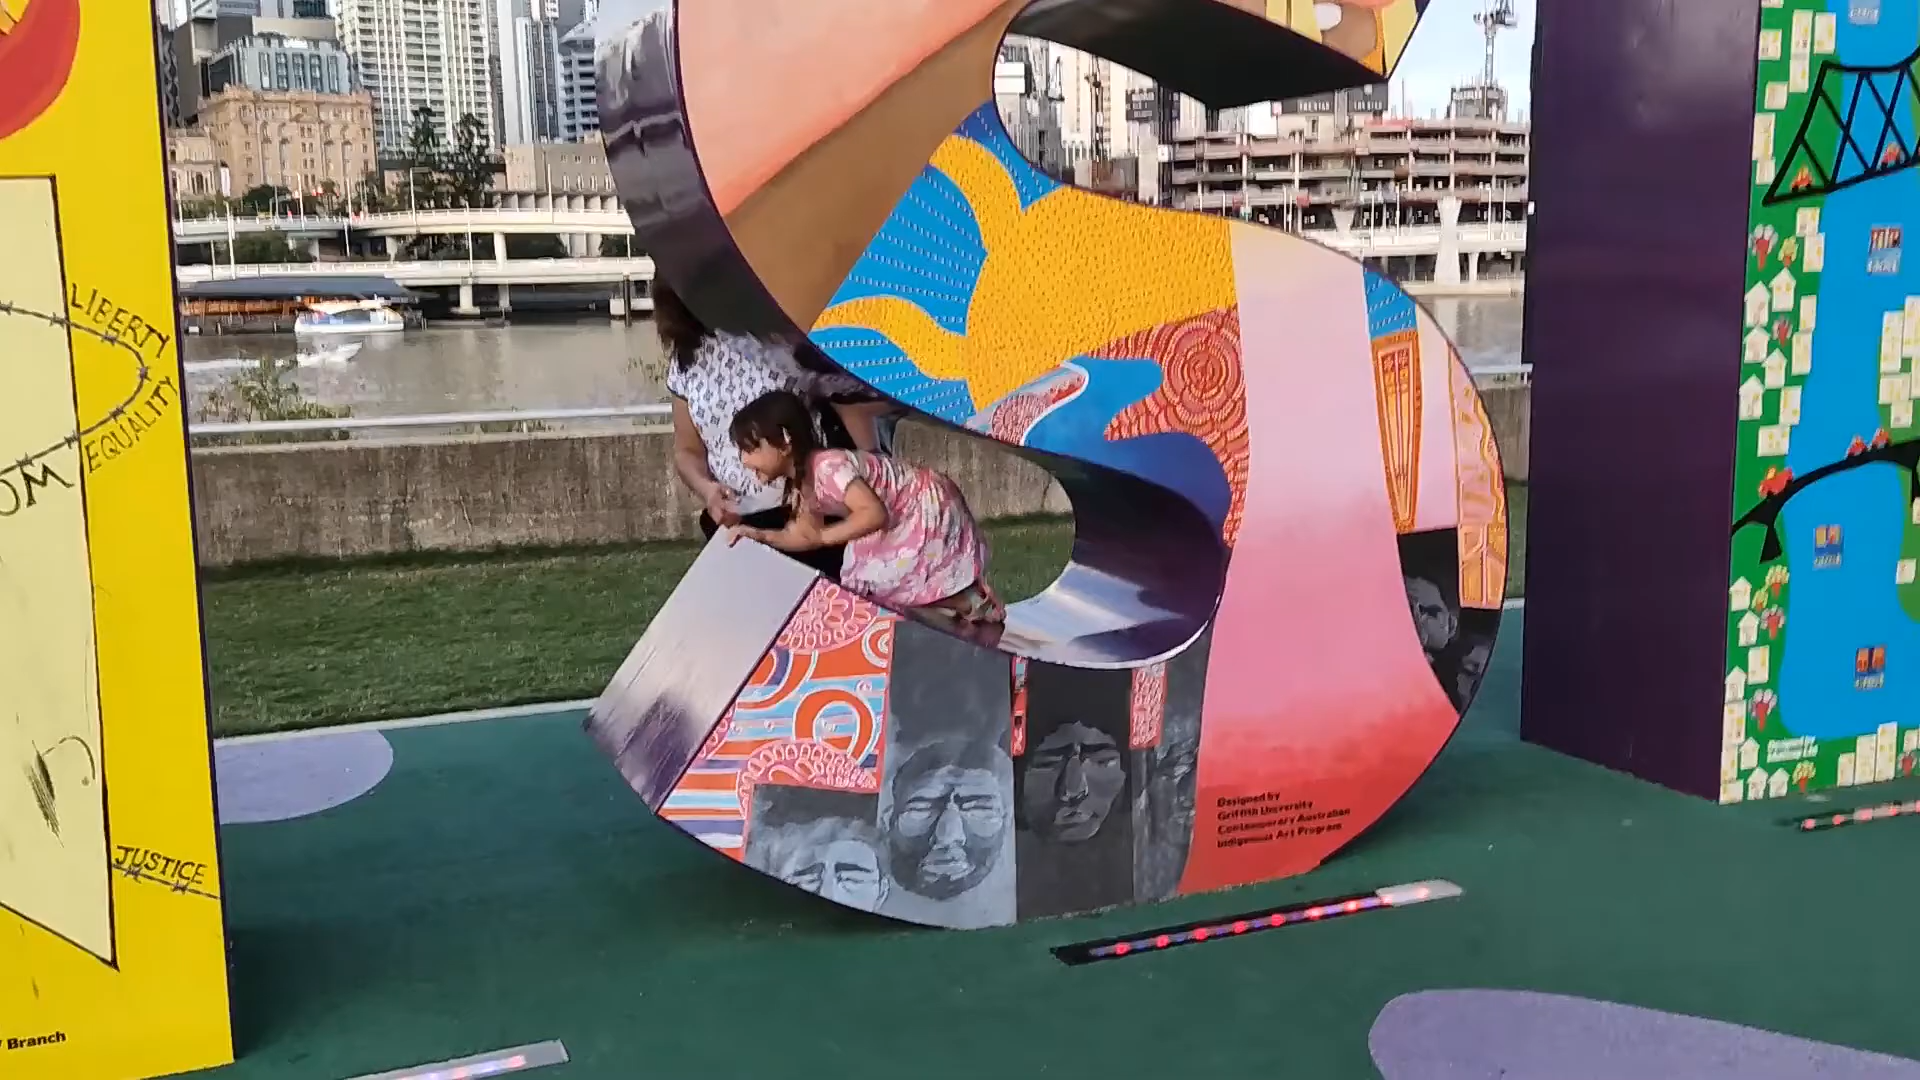 LIBERTY
EQUALITY
OM
JUSTICE
Branch
Designed by
Griffith University
Contemporary Australian
Indigenous Art Program